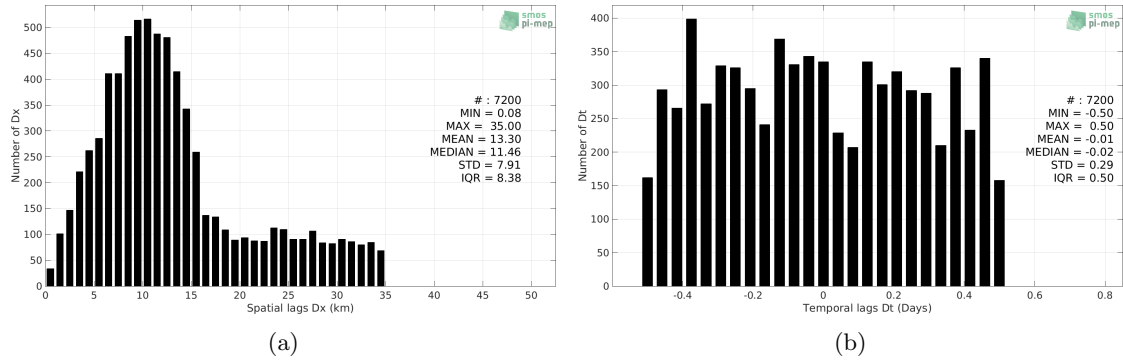 500
450
400
350
300
250
200
150
100
50
0
Number of Dx
smos
pi-mep
# : 7200
MIN = 0.08
MAX = 35.00
MEAN = 13.30
MEDIAN = 11.46
STD = 7.91
IQR = 8.38
0 5 10 15 20 25 30 35 40 45 50
Spatial lags Dx (km)
(a)
400
350
300
250
200
150
100
50
0
Number of Dt
smos
pi-mep
# : 7200
MIN = -0.50
MAX = 0.50
MEAN = -0.01
MEDIAN = -0.02
STD = 0.29
IQR = 0.50
-0.4 -0.2 0 0.2 0.4 0.6 0.8
Temporal lags Dt (Days)
(b)